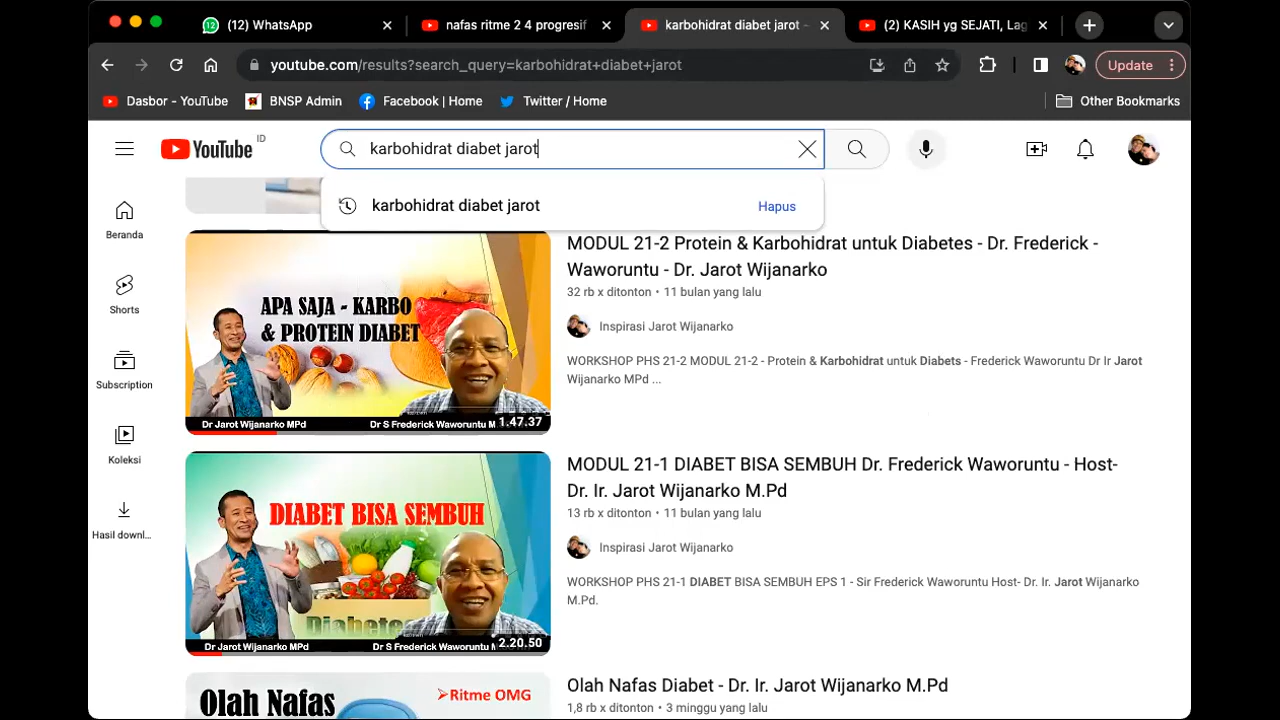 (12) WhatsApp
nafas ritme 2 4 progresif
karbohidrat diabet jarot -
(2) KASIH yg SEJATI, Lag
youtube.com/results?search_query=karbohidrat+diabet+jarot
Update
Dasbor - YouTube
BNSP Admin
Facebook | Home
Twitter / Home
Other Bookmarks
YouTube ID
karbohidrat diabet jarot
karbohidrat diabet jarot
Hapus
Beranda
Shorts
Subscription
Koleksi
Hasil downl...
APA SAJA - KARBO
& PROTEIN DIABET
Dr Jarot Wijanarko MPd
Dr S Frederick Waworuntu M
1.47.37
MODUL 21-2 Protein & Karbohidrat untuk Diabetes - Dr. Frederick -
Waworuntu - Dr. Jarot Wijanarko
32 rb x ditonton • 11 bulan yang lalu
Inspirasi Jarot Wijanarko
WORKSHOP PHS 21-2 MODUL 21-2 - Protein & Karbohidrat untuk Diabets - Frederick Waworuntu Dr Ir Jarot
Wijanarko MPd ...
DIABET BISA SEMBUH
Diabete
Dr Jarot Wijanarko MPd
Dr S Frederick Waworuntu M
2.20.50
MODUL 21-1 DIABET BISA SEMBUH Dr. Frederick Waworuntu - Host-
Dr. Ir. Jarot Wijanarko M.Pd
13 rb x ditonton • 11 bulan yang lalu
Inspirasi Jarot Wijanarko
WORKSHOP PHS 21-1 DIABET BISA SEMBUH EPS 1 - Sir Frederick Waworuntu Host- Dr. Ir. Jarot Wijanarko
M.Pd.
Olah Nafas
➢Ritme OMG
Olah Nafas Diabet - Dr. Ir. Jarot Wijanarko M.Pd
1,8 rb x ditonton • 3 minggu yang lalu